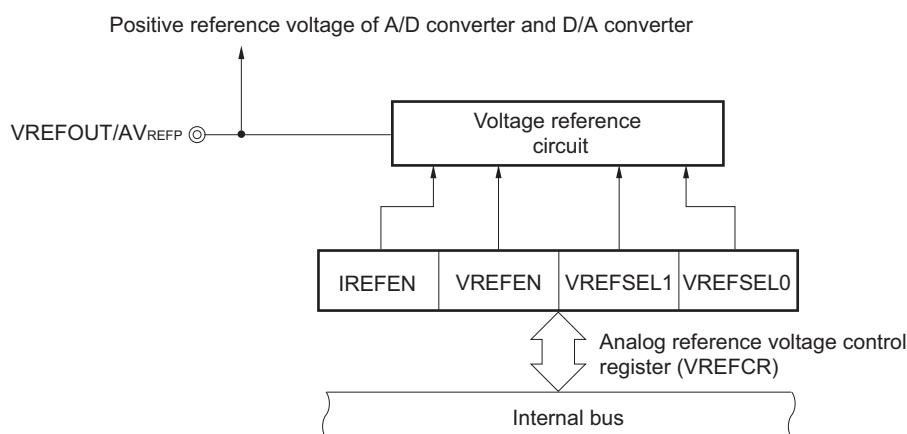 Positive reference voltage of A/D converter and D/A converter
VREFOUT/AVREFP
Voltage reference
circuit
IREFEN
VREFEN
VREFSEL1
VREFSEL0
Analog reference voltage control
register (VREFCR)
Internal bus